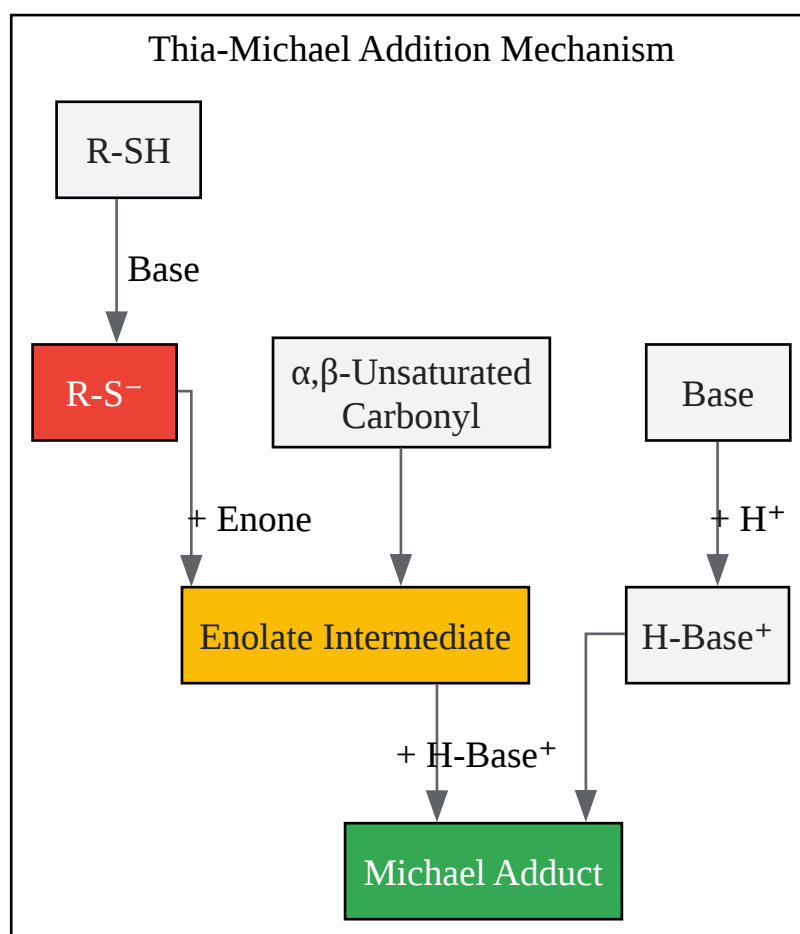 Thia-Michael Addition Mechanism
R-SH
Base
R-S⁻
α,β-Unsaturated
Carbonyl
Base
+ Enone
+ H⁺
Enolate Intermediate
H-Base⁺
+ H-Base⁺
Michael Adduct